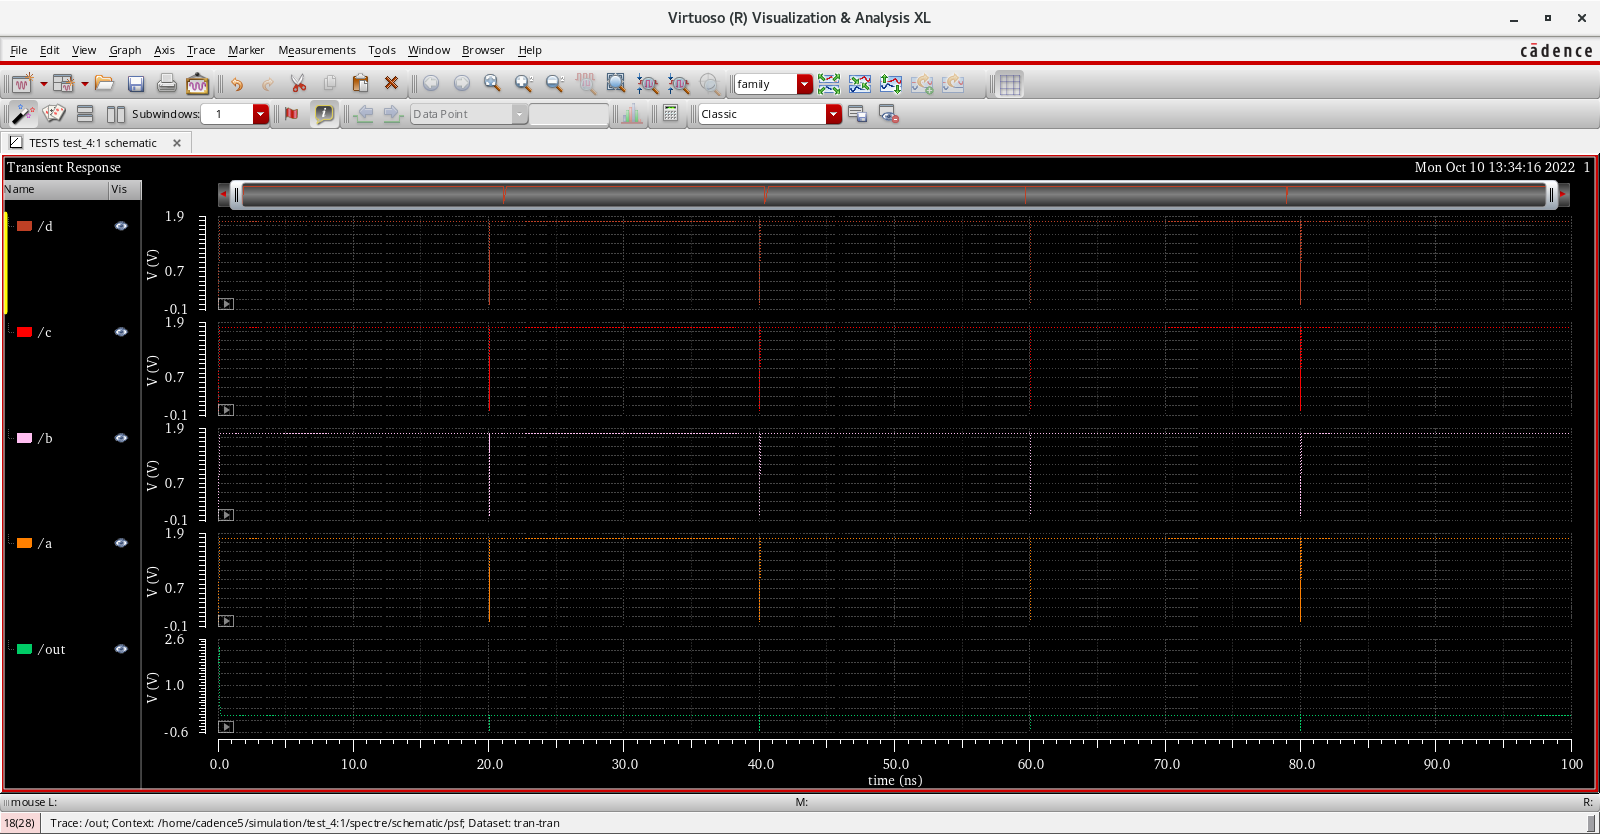 Virtuoso (R) Visualization & Analysis XL
File Edit View Graph Axis Trace Marker Measurements Tools Window Browser Help
cādence
family
Subwindows: 1
Data Point
Classic
TESTS test_4:1 schematic
Transient Response
Mon Oct 10 13:34:16 2022 1
Name Vis
/d
V (V)
1.9
0.7
-0.1
/c
V (V)
1.9
0.7
-0.1
/b
V (V)
1.9
0.7
-0.1
/a
V (V)
1.9
0.7
-0.1
/out
V (V)
2.6
1.0
-0.6
0.0 10.0 20.0 30.0 40.0 50.0 60.0 70.0 80.0 90.0 100
time (ns)
mouse L: M: R:
18(28) Trace: /out; Context: /home/cadence5/simulation/test_4:1/spectre/schematic/psf; Dataset: tran-tran